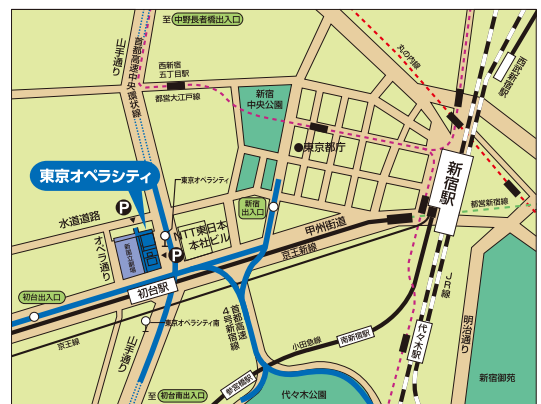 至 中野長者橋出入口
山手通り
首都高速中央環状線
西新宿
五丁目駅
都営大江戸線
新宿
中央公園
東京都庁
丸の内線
西武新宿駅
東京オペラシティ
東京オペラシティ
新宿駅
都営新宿線
水道道路
P
新宿
出入口
オペラ通り
新国立劇場
NTT東日本
本社ビル
P
甲州街道
京王新線
初台出入口
初台駅
JR線
京王線
山手通り
東京オペラシティ南
首都高速
4号新宿線
小田急線
南新宿駅
代々木駅
明治通り
新宿御苑
参宮橋駅
代々木公園
至 初台南出入口